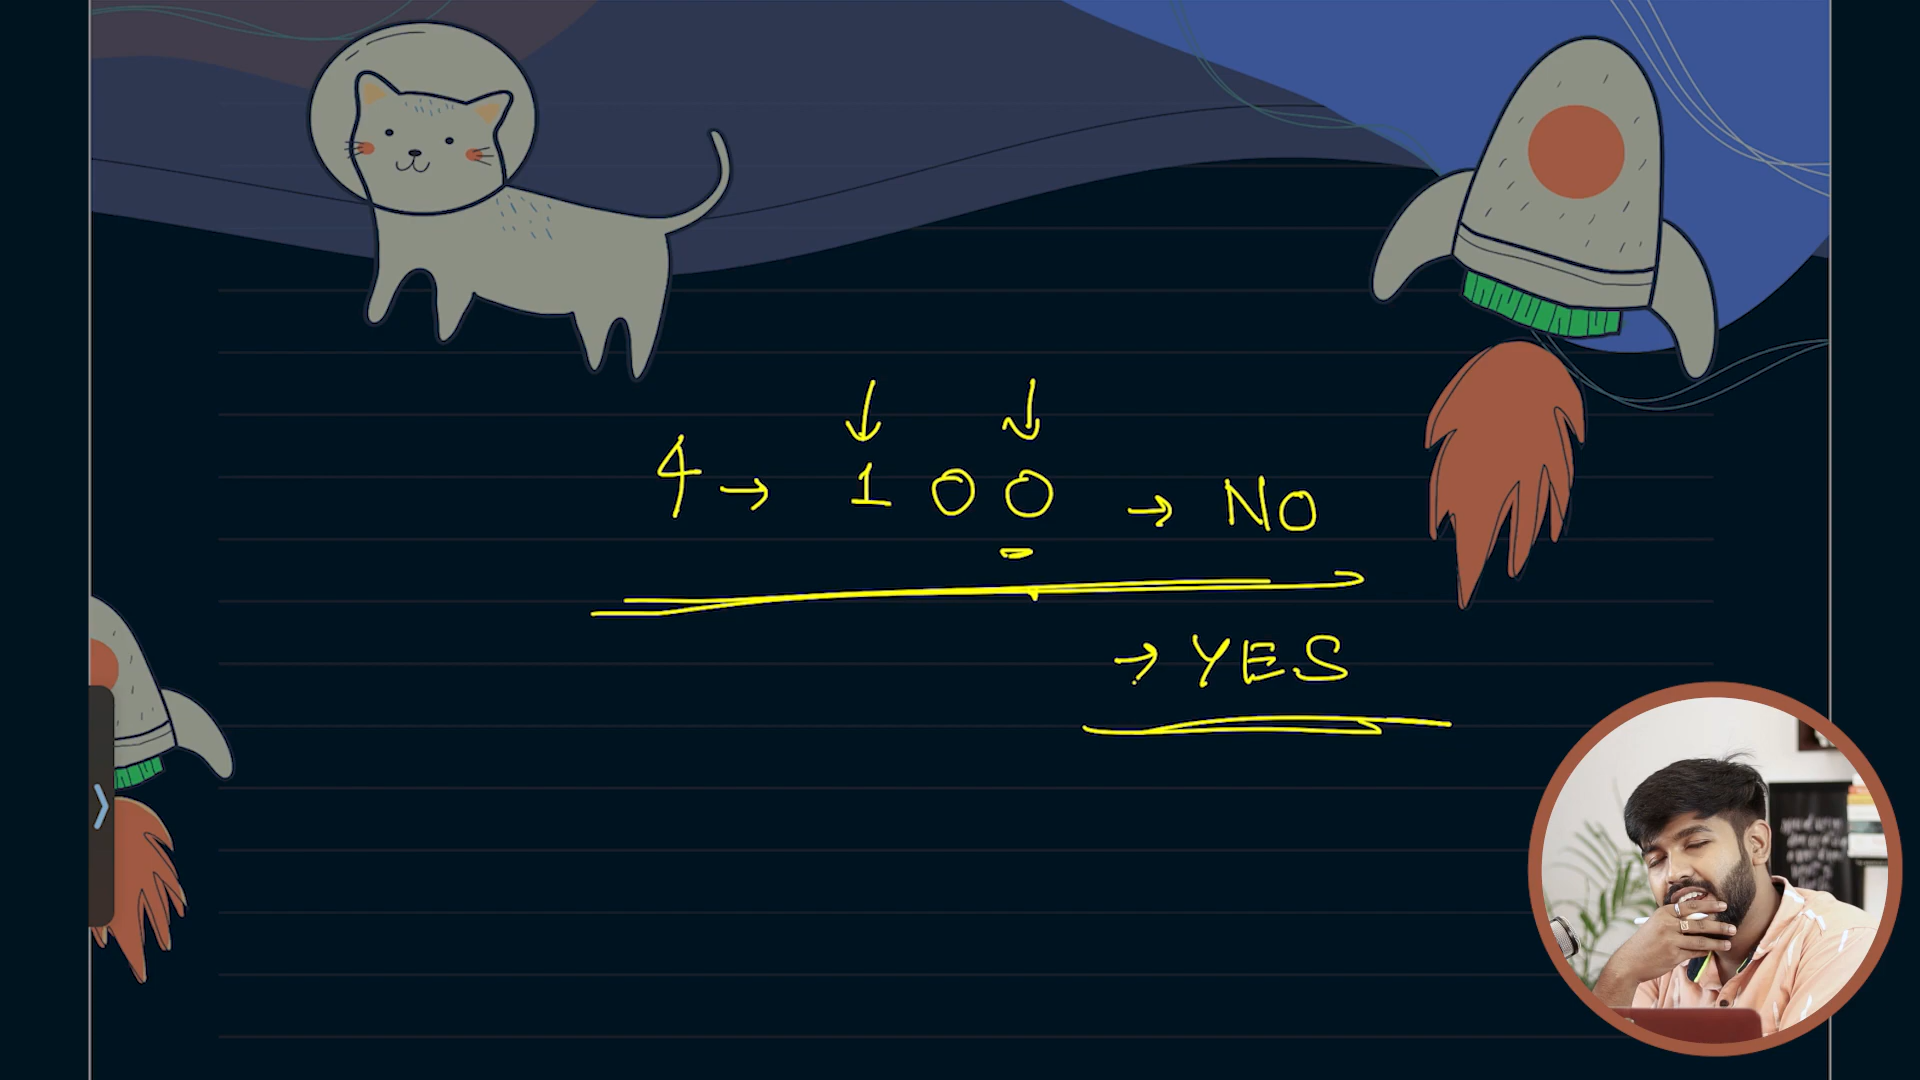 4 → 1 0 0 → NO
→ YES